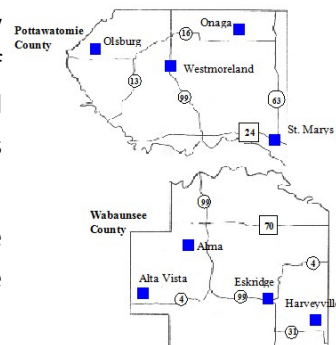 Pottawatomie
County
Onaga
16
Olsburg
Westmoreland
13
99
63
24
St. Marys
99
Wabaunsee
County
70
Alma
4
Alta Vista
Eskridge
4
99
Harveyville
31